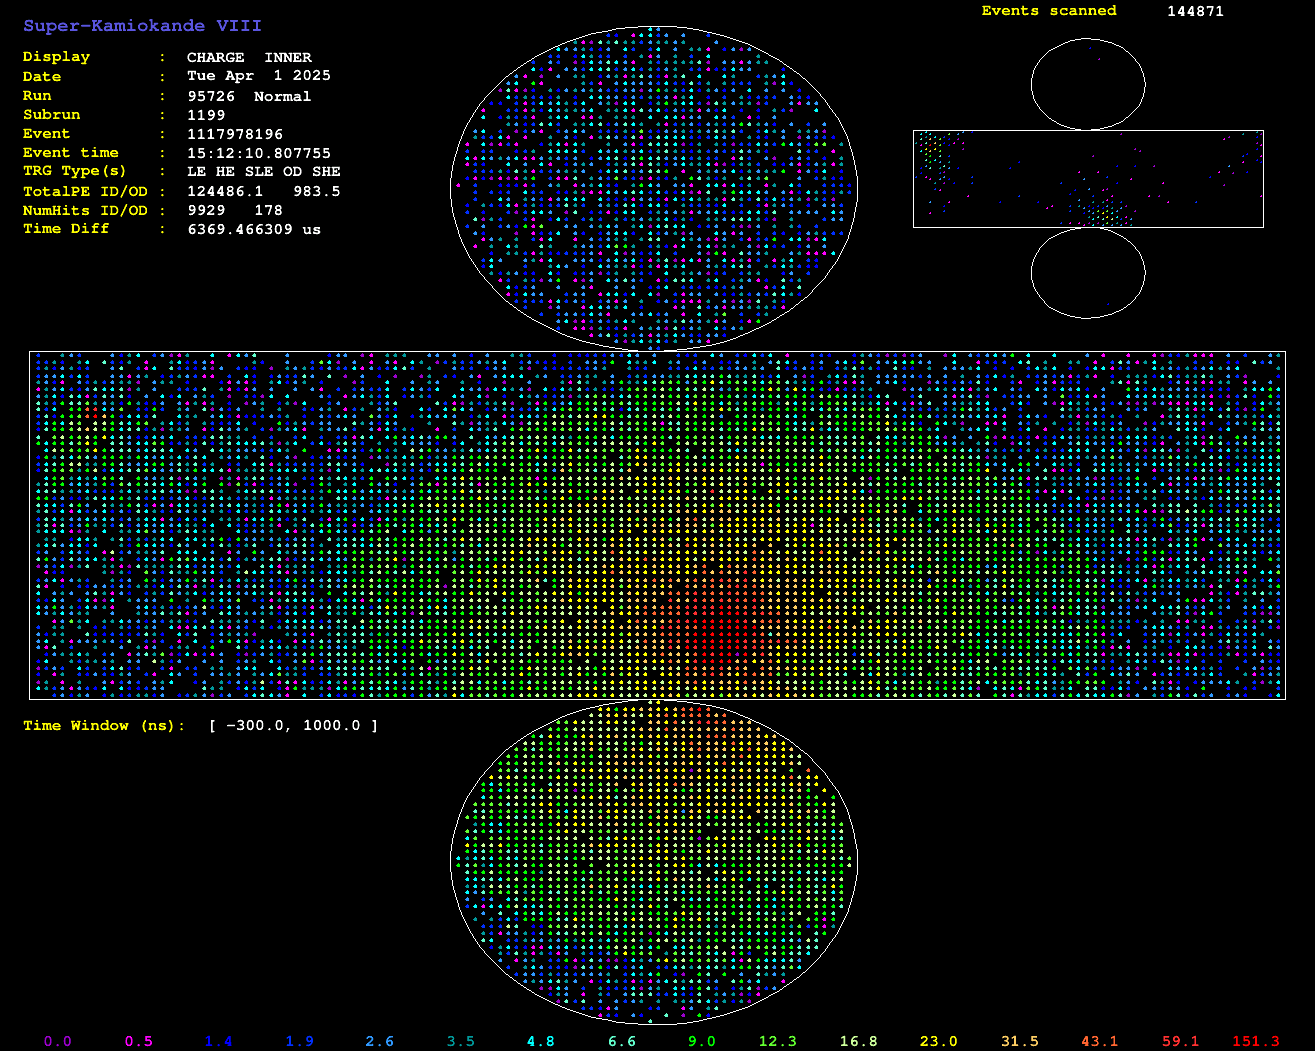 Super-Kamiokande VIII
Events scanned 144871
Display : CHARGE INNER
Date : Tue Apr 1 2025
Run : 95726 Normal
Subrun : 1199
Event : 1117978196
Event time : 15:12:10.807755
TRG Type(s) : LE HE SLE OD SHE
TotalPE ID/OD : 124486.1 983.5
NumHits ID/OD : 9929 178
Time Diff : 6369.466309 us
Time Window (ns): [ -300.0, 1000.0 ]
0.0 0.5 1.4 1.9 2.6 3.5 4.8 6.6 9.0 12.3 16.8 23.0 31.5 43.1 59.1 151.3